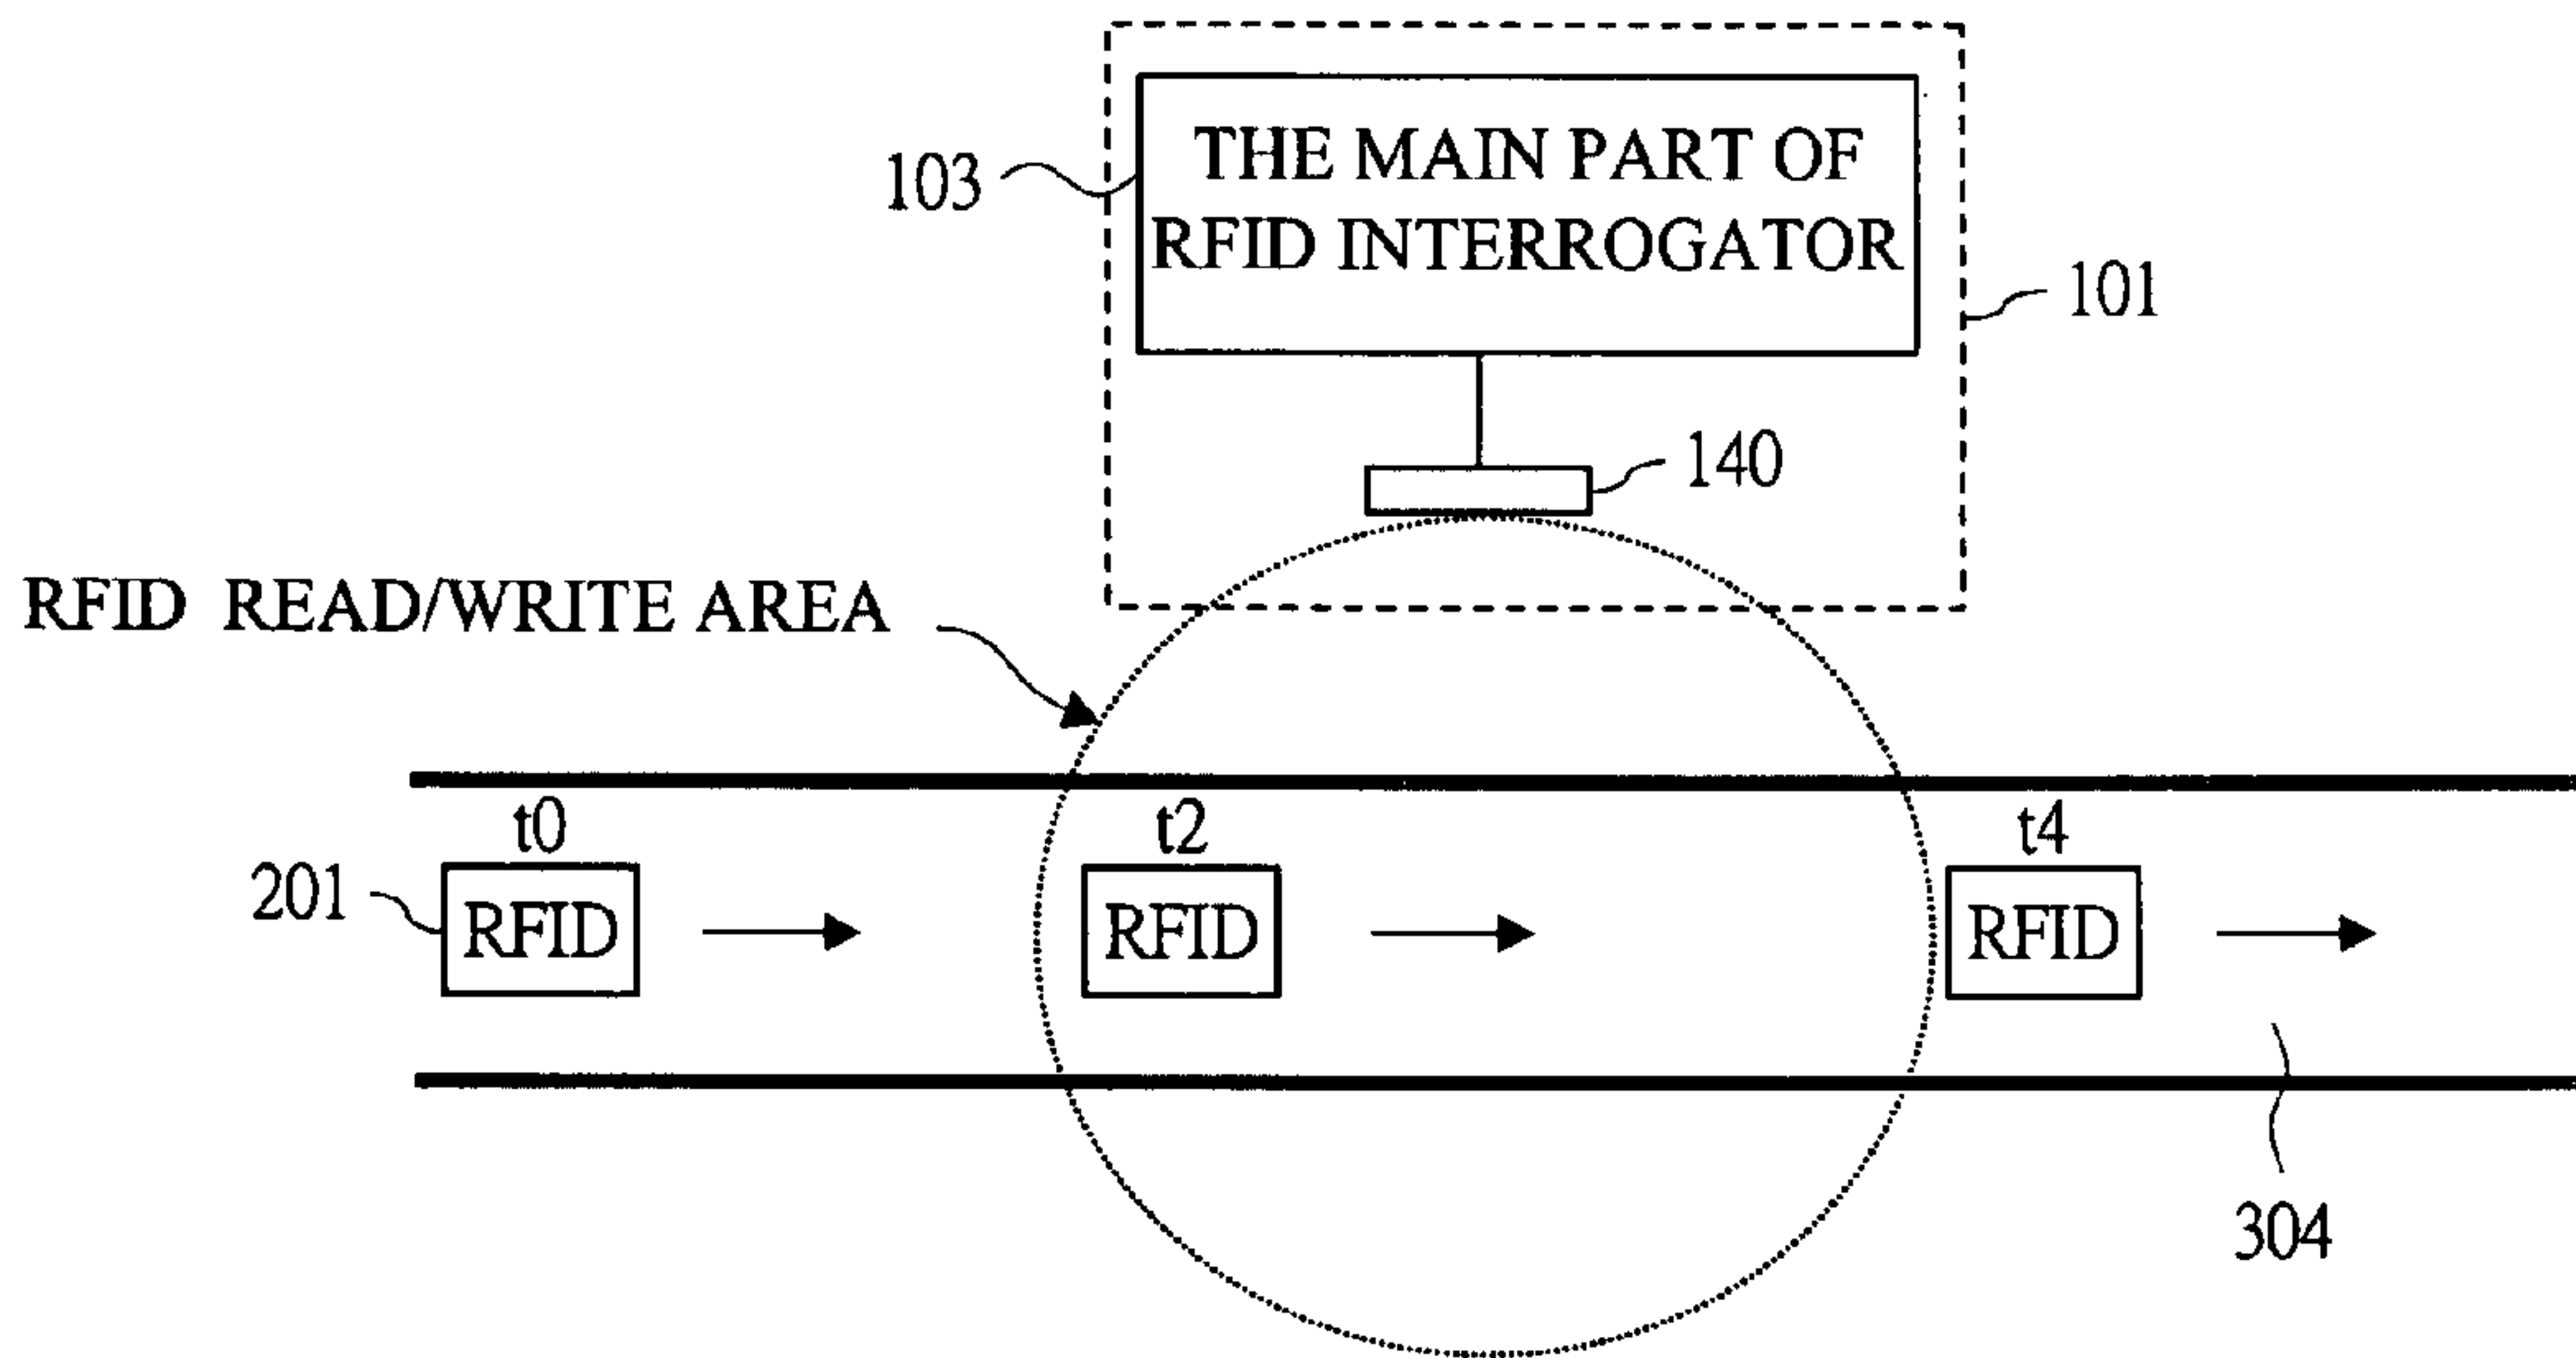 THE MAIN PART OF
RFID INTERROGATOR
103
101
140
RFID READ/WRITE AREA
t0
t2
t4
201
RFID
RFID
RFID
304